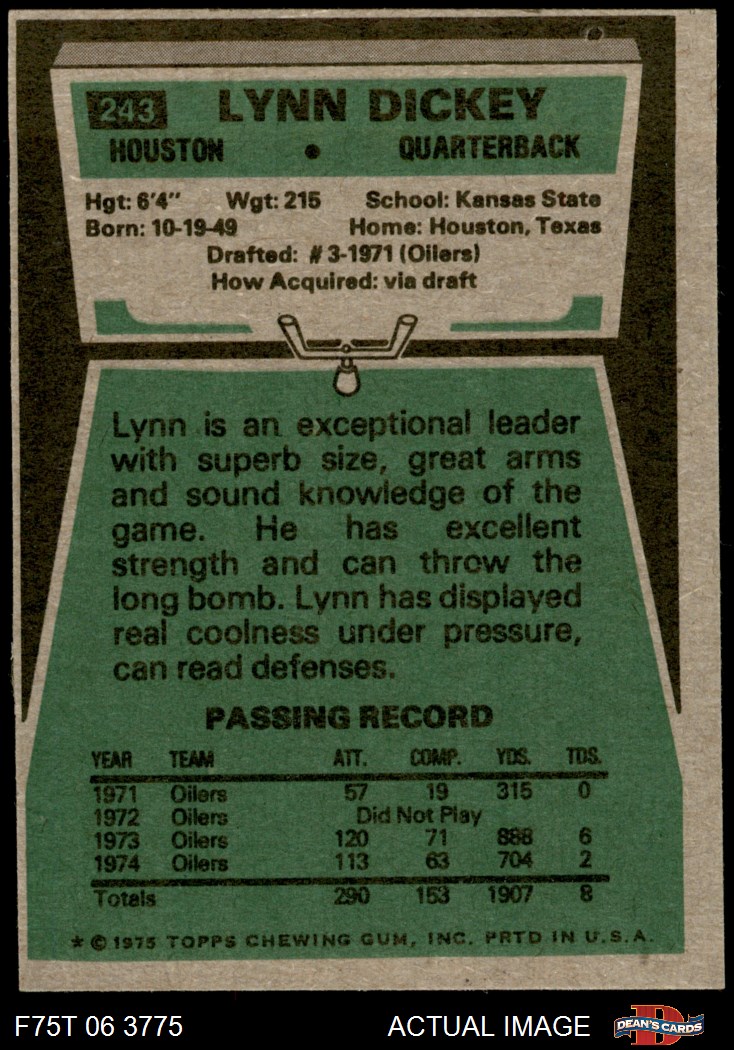 243 LYNN DICKEY
HOUSTON • QUARTERBACK
Hgt: 6'4" Wgt: 215 School: Kansas State
Born: 10-19-49 Home: Houston, Texas
Drafted: #3-1971 (Oilers)
How Acquired: via draft
Lynn is an exceptional leader
with superb size, great arms
and sound knowledge of the
game. He has excellent
strength and can throw the
long bomb. Lynn has displayed
real coolness under pressure,
can read defenses.
PASSING RECORD
YEAR TEAM ATT. COMP. YDS. TDS.
1971 Oilers 57 19 315 0
1972 Oilers Did Not Play
1973 Oilers 120 71 888 6
1974 Oilers 113 63 704 2
Totals 290 153 1907 8
* © 1975 TOPPS CHEWING GUM, INC. PRTD IN U.S.A.
F75T 06 3775 ACTUAL IMAGE D DEAN'S CARDS